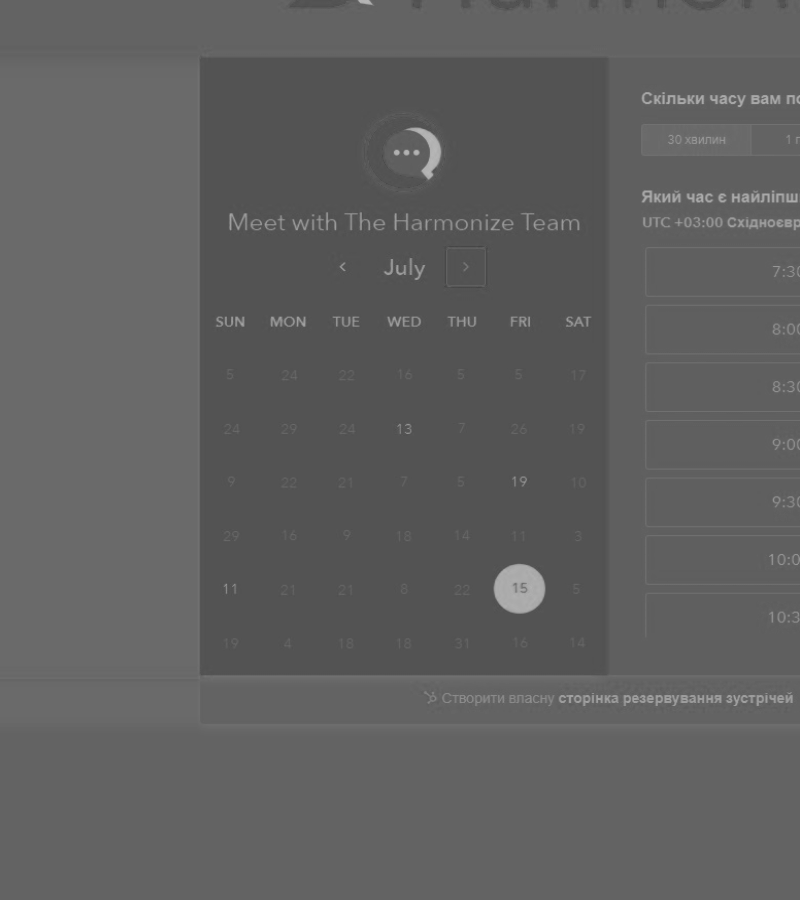 Meet with The Harmonize Team
July
SUN MON TUE WED THU FRI SAT
5 24 22 16 5 5 17
24 29 24 13 7 26 19
9 22 21 7 5 19 10
29 16 9 18 14 11 3
11 21 21 8 22 15 5
19 4 18 18 31 16 14
Скільки часу вам
30 хвилин
Який час є
UTC +03:00
7:30
8:00
8:30
9:00
9:30
10:0
10:3
Створити власну сторінка резервування зустрічей